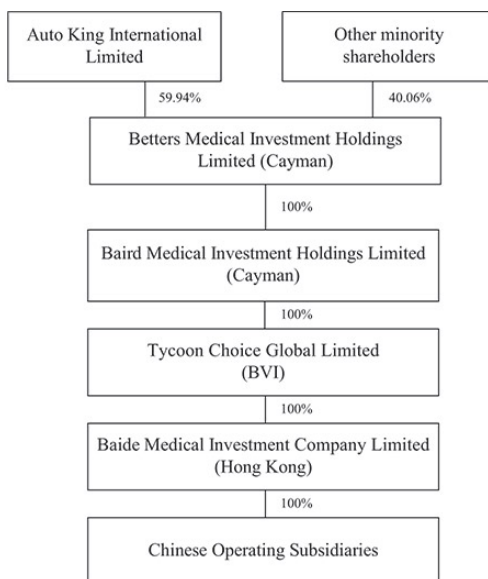 Auto King International
Limited
Other minority
shareholders
59.94%
40.06%
Betters Medical Investment Holdings
Limited (Cayman)
100%
Baird Medical Investment Holdings Limited
(Cayman)
100%
Tycoon Choice Global Limited
(BVI)
100%
Baide Medical Investment Company Limited
(Hong Kong)
100%
Chinese Operating Subsidiaries